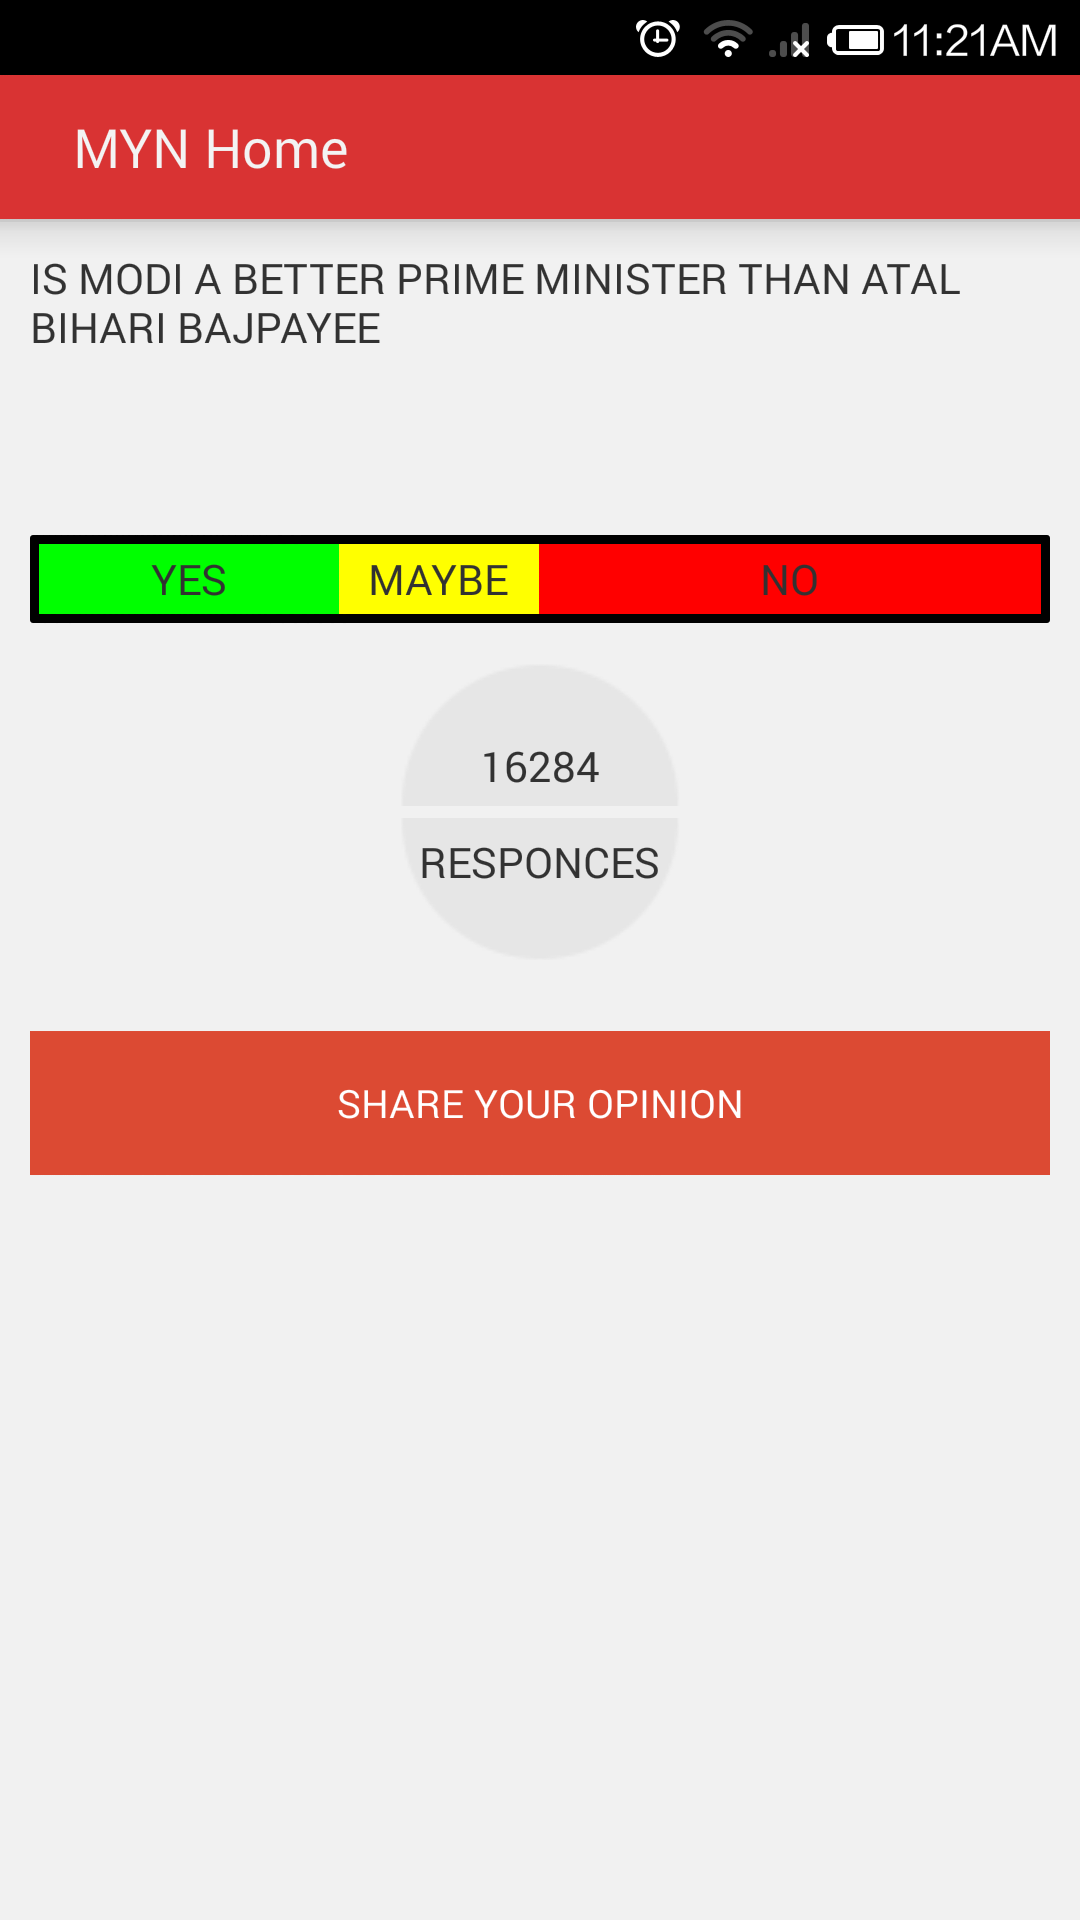 11:21AM
MYN Home
IS MODI A BETTER PRIME MINISTER THAN ATAL
BIHARI BAJPAYEE
YES MAYBE NO
16284
RESPONCES
SHARE YOUR OPINION